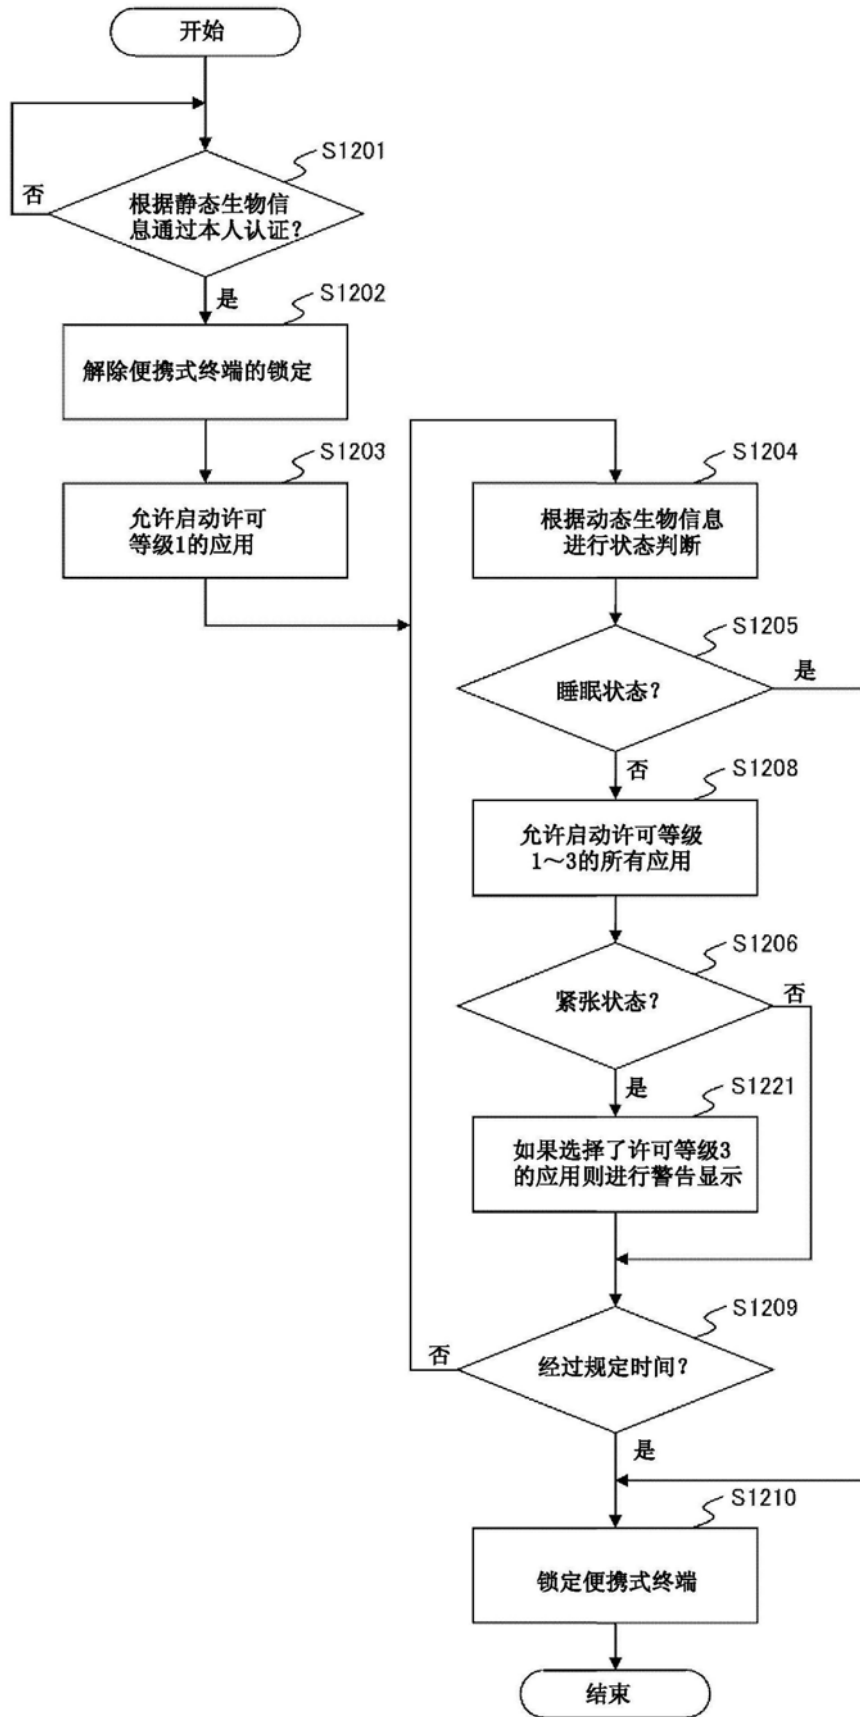 开始
S1201
否
根据静态生物信
息通过本人认证?
是
S1202
解除便携式终端的锁定
S1203
允许启动许可
等级1的应用
S1204
根据动态生物信息
进行状态判断
S1205
睡眠状态?
是
否
S1208
允许启动许可等级
1～3的所有应用
S1206
紧张状态?
否
是
S1221
如果选择了许可等级3
的应用则进行警告显示
S1209
否
经过规定时间?
是
S1210
锁定便携式终端
结束